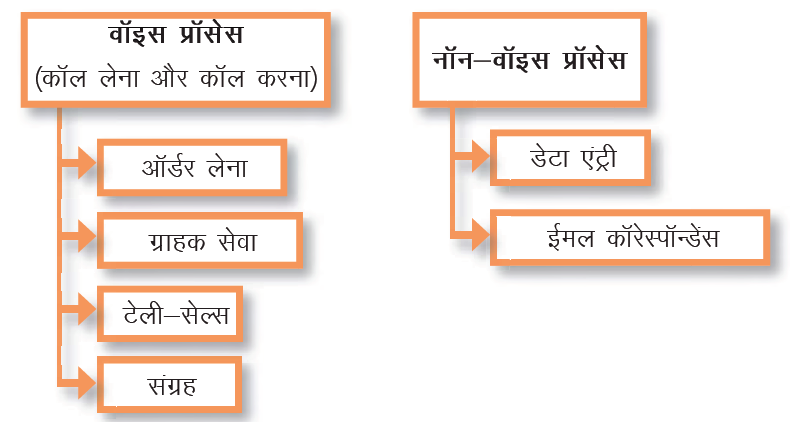 वॉइस प्रॉसेस
(कॉल लेना और कॉल करना)
ऑर्डर लेना
ग्राहक सेवा
टेली–सेल्स
संग्रह
नॉन–वॉइस प्रॉसेस
डेटा एंट्री
ईमल कॉरेस्पॉन्डेंस